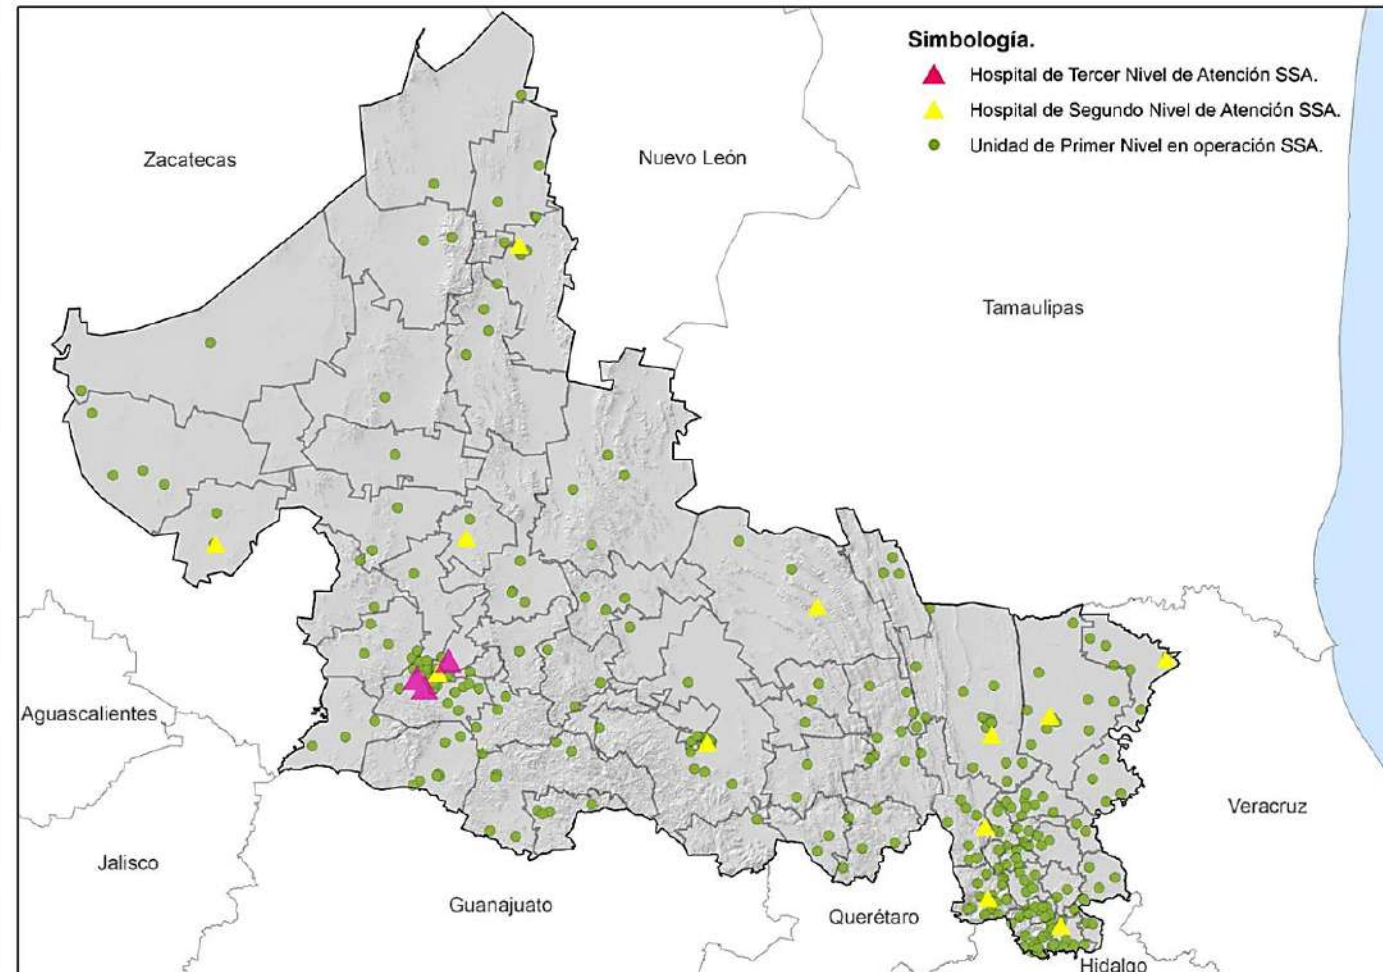 Simbología.
Hospital de Tercer Nivel de Atención SSA.
Hospital de Segundo Nivel de Atención SSA.
Unidad de Primer Nivel en operación SSA.
Zacatecas
Nuevo León
Tamaulipas
Aguascalientes
Veracruz
Jalisco
Guanajuato
Querétaro
Hidalgo